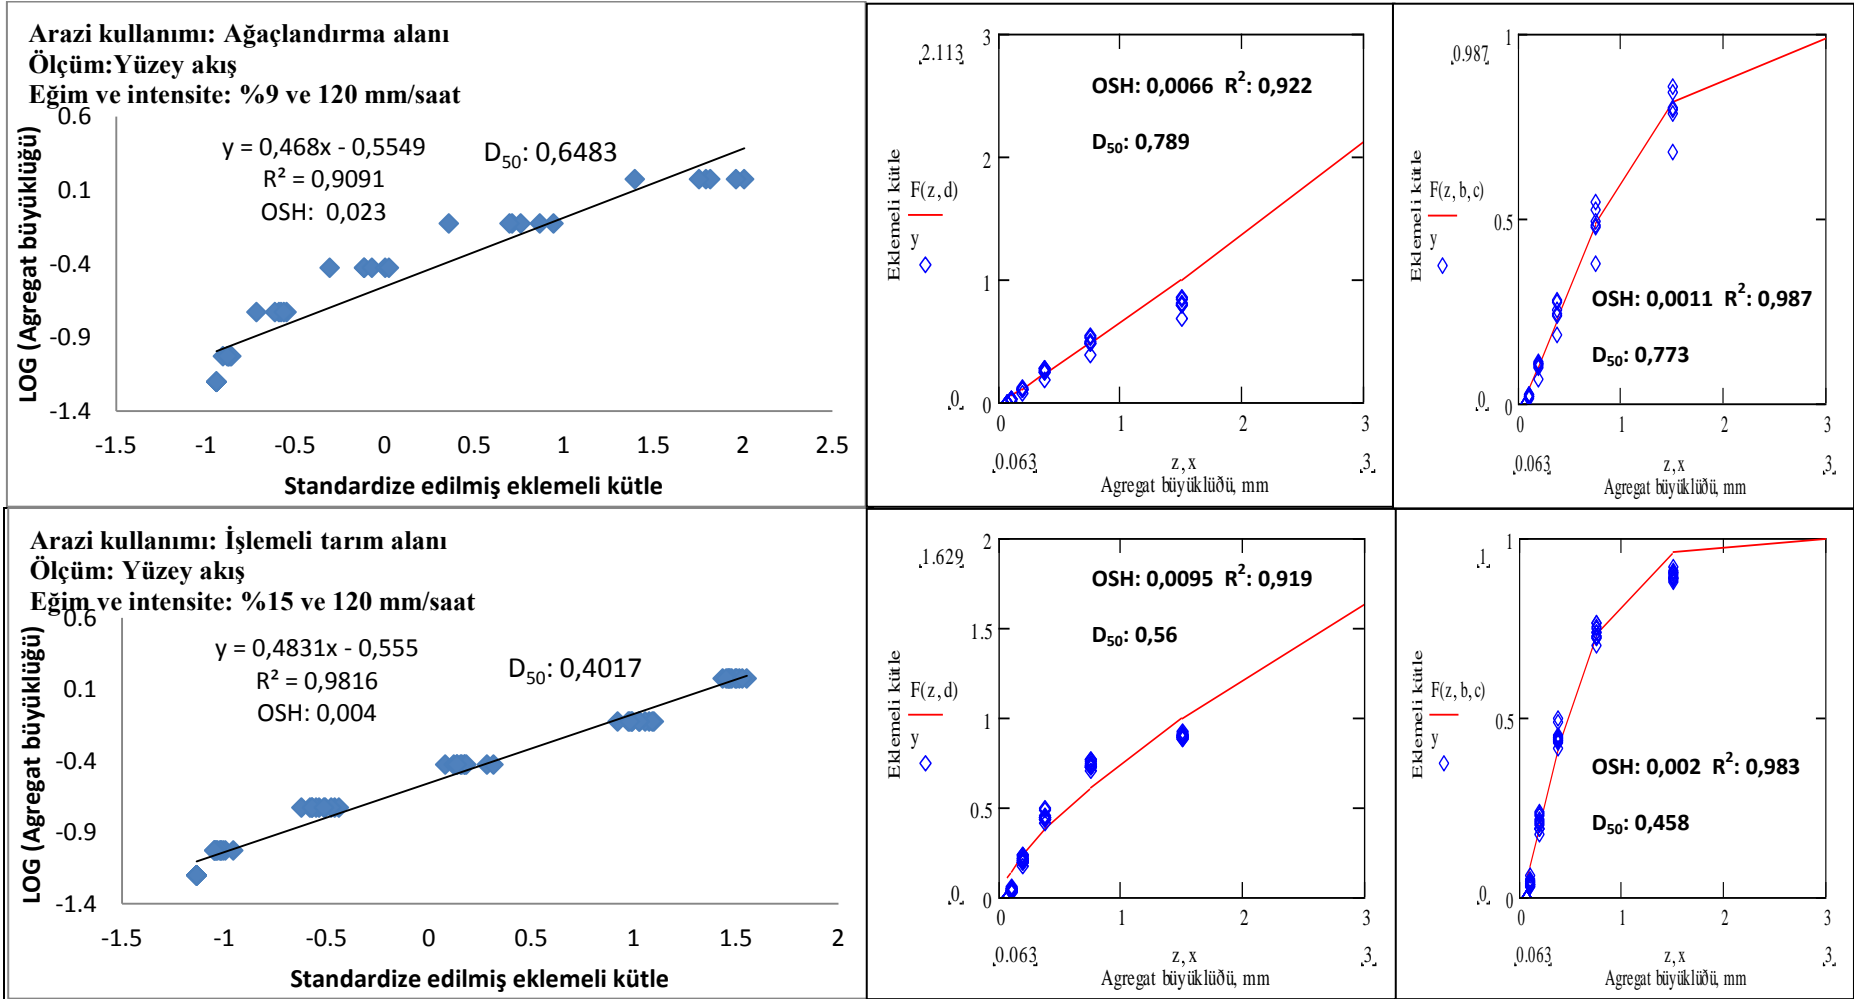 Arazi kullanımı: Ağaçlandırma alanı
Ölçüm:Yüzey akış
Eğim ve intensite: %9 ve 120 mm/saat
LOG (Agregat büyüklüğü)
0.6
0.1
-0.4
-0.9
-1.4
y = 0,468x - 0,5549
R² = 0,9091
OSH: 0,023
D50: 0,6483
-1.5 -1 -0.5 0 0.5 1 1.5 2 2.5
Standardize edilmiş eklemeli kütle
2.113
0
Eklemeli kütle
F(z,d)
y
3
2
1
0
OSH: 0,0066 R²: 0,922
D50: 0,789
0 1 2 3
0.063 z,x 3
Agregat büyüklüðü, mm
0.987
0
Eklemeli kütle
F(z,b,c)
y
1
0.5
0
OSH: 0,0011 R²: 0,987
D50: 0,773
0 1 2 3
0.063 z,x 3
Agregat büyüklüðü, mm
Arazi kullanımı: İşlemeli tarım alanı
Ölçüm: Yüzey akış
Eğim ve intensite: %15 ve 120 mm/saat
LOG (Agregat büyüklüğü)
0.6
0.1
-0.4
-0.9
-1.4
y = 0,4831x - 0,555
R² = 0,9816
OSH: 0,004
D50: 0,4017
-1.5 -1 -0.5 0 0.5 1 1.5 2
Standardize edilmiş eklemeli kütle
1.629
0
Eklemeli kütle
F(z,d)
y
2
1.5
1
0.5
0
OSH: 0,0095 R²: 0,919
D50: 0,56
0 1 2 3
0.063 z,x 3
Agregat büyüklüðü, mm
1
0
Eklemeli kütle
F(z,b,c)
y
1
0.5
0
OSH: 0,002 R²: 0,983
D50: 0,458
0 1 2 3
0.063 z,x 3
Agregat büyüklüðü, mm